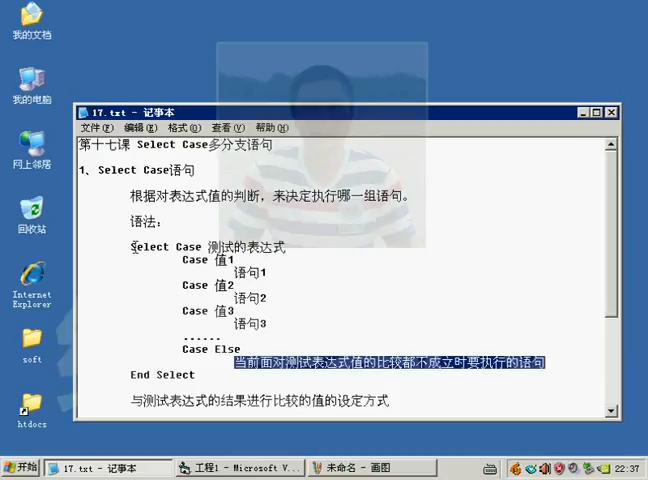 我的文档
我的电脑
网上邻居
回收站
Internet
Explorer
soft
htdocs
17.txt - 记事本
文件(F) 编辑(E) 格式(O) 查看(V) 帮助(H)
第十七课 Select Case多分支语句
1、Select Case语句
根据对表达式值的判断，来决定执行哪一组语句。
语法：
Select Case 测试的表达式
Case 值1
语句1
Case 值2
语句2
Case 值3
语句3
......
Case Else
当前面对测试表达式值的比较都不成立时要执行的语句
End Select
与测试表达式的结果进行比较的值的设定方式
开始 17.txt - 记事本 工程1 - Microsoft V... 未命名 - 画图 22:37